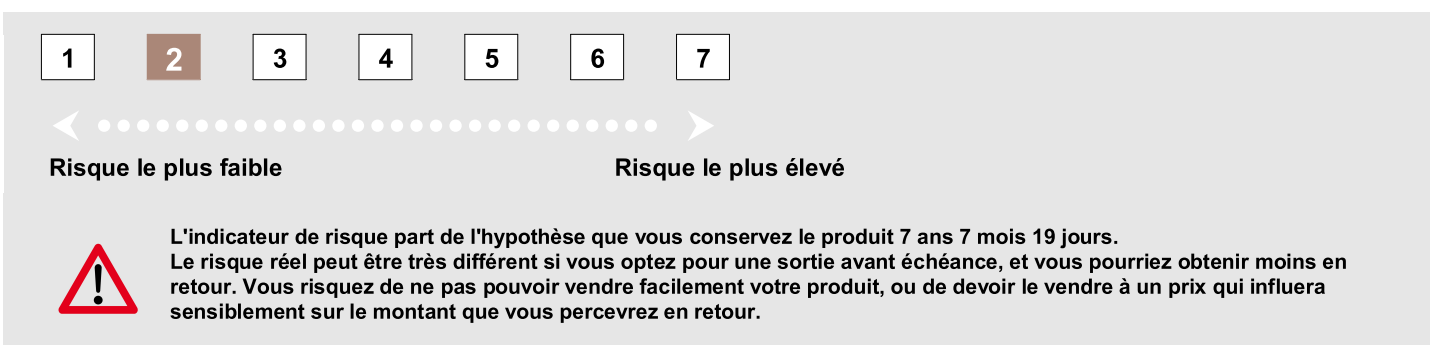 1 2 3 4 5 6 7
Risque le plus faible Risque le plus élevé
L'indicateur de risque part de l'hypothèse que vous conservez le produit 7 ans 7 mois 19 jours.
Le risque réel peut être très différent si vous optez pour une sortie avant échéance, et vous pourriez obtenir moins en
retour. Vous risquez de ne pas pouvoir vendre facilement votre produit, ou de devoir le vendre à un prix qui influera
sensiblement sur le montant que vous percevrez en retour.